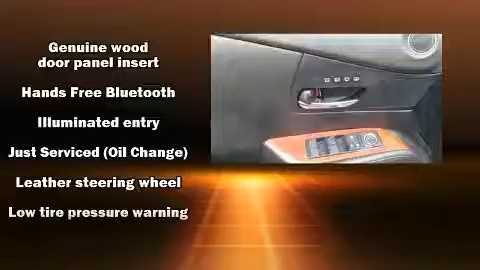 Genuine wood
door panel insert
Hands Free Bluetooth
Illuminated entry
Just Serviced (Oil Change)
Leather steering wheel
Low tire pressure warning